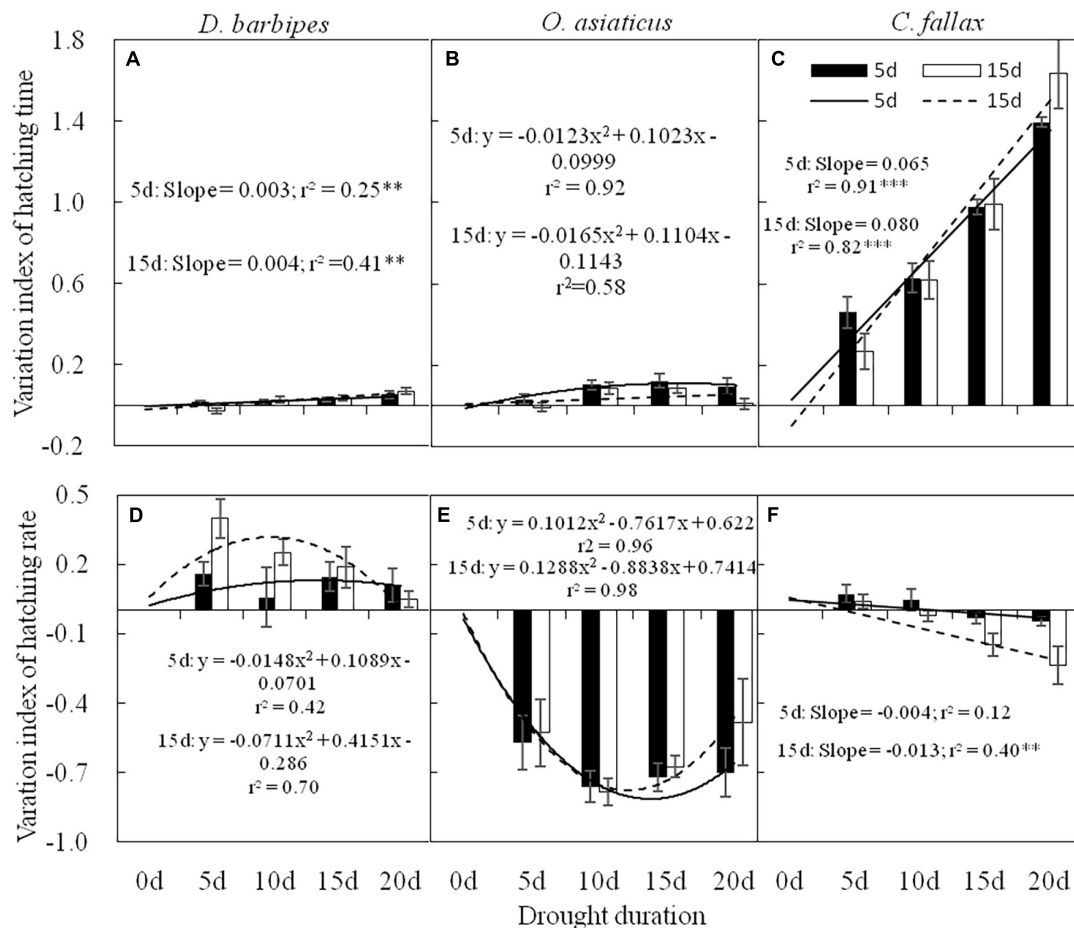 D. barbipes
O. asiaticus
C. fallax
Variation index of hatching time
1.8
1.4
1.0
0.6
0.2
-0.2
A
5d: Slope = 0.003; r² = 0.25**
15d: Slope = 0.004; r² = 0.41**
B
5d: y = -0.0123x² + 0.1023x -
0.0999
r² = 0.92
15d: y = -0.0165x² + 0.1104x -
0.1143
r²=0.58
C
5d
15d
5d
15d
5d: Slope = 0.065
r² = 0.91***
15d: Slope = 0.080
r² = 0.82***
Varation index of hatching rate
0.5
0.2
-0.1
-0.4
-0.7
-1.0
D
5d: y = -0.0148x² + 0.1089x -
0.0701
r² = 0.42
15d: y = -0.0711x² + 0.4151x -
0.286
r² = 0.70
E
5d: y = 0.1012x² - 0.7617x + 0.622
r2 = 0.96
15d: y = 0.1288x² - 0.8838x + 0.7414
r² = 0.98
F
5d: Slope = -0.004; r² = 0.12
15d: Slope = -0.013; r² = 0.40**
0d 5d 10d 15d 20d
0d 5d 10d 15d 20d
0d 5d 10d 15d 20d
Drought duration